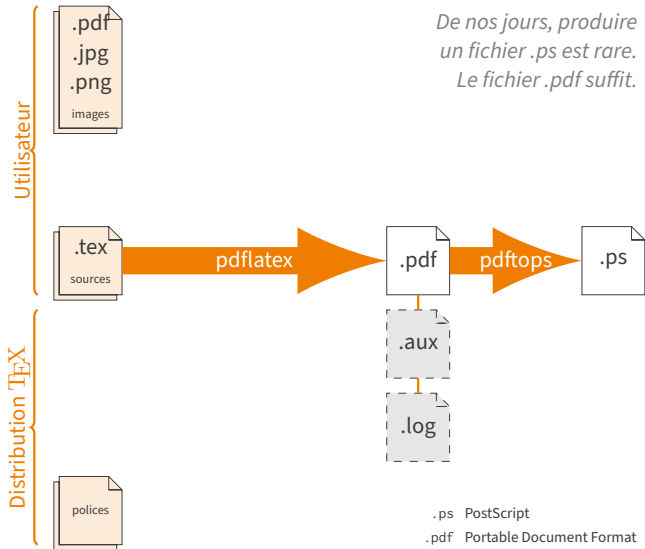 .pdf
.jpg
.png
images
De nos jours, produire
un fichier .ps est rare.
Le fichier .pdf suffit.
Utilisateur
.tex
sources
pdflatex
.pdf
pdftops
.ps
.aux
.log
Distribution TEX
polices
.ps PostScript
.pdf Portable Document Format